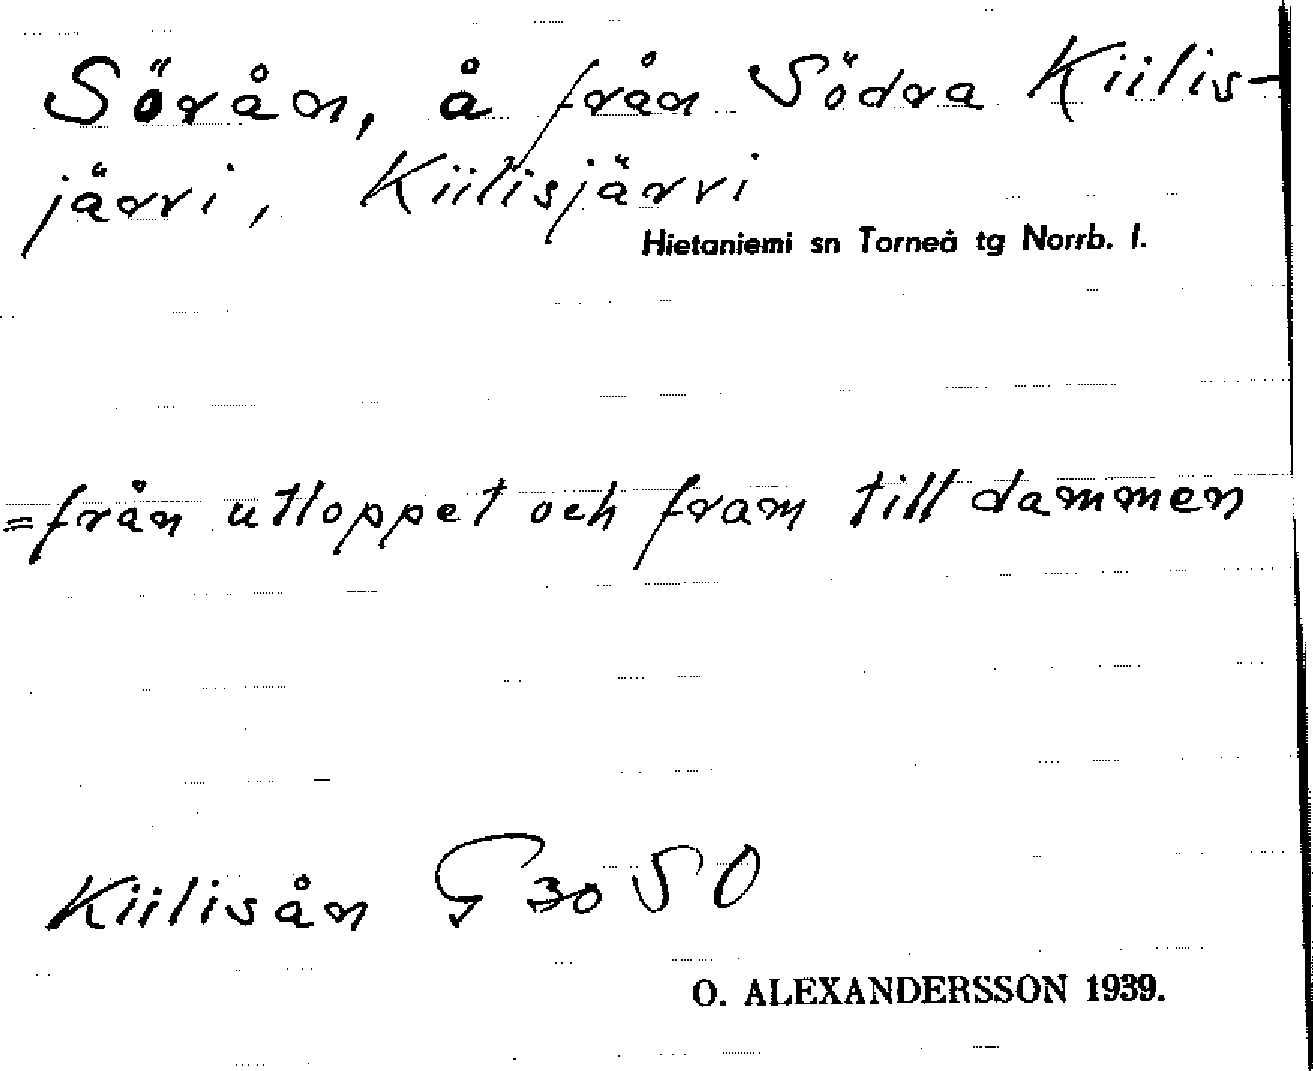 Sörån, å från Södra Kiilis-
järvi, Kiilisjärvi
Hietaniemi sn Torneå tg Norrb. l.
=från utloppet och fram till dammen
Kiilisån G 30 SO
O. ALEXANDERSSON 1939.